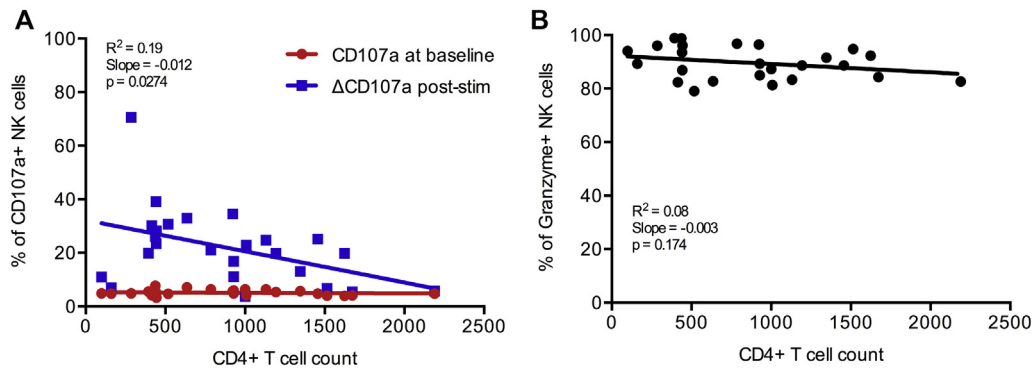 A
% of CD107a+ NK cells
100
80
60
40
20
0
R² = 0.19
Slope = -0.012
p = 0.0274
CD107a at baseline
ΔCD107a post-stim
0 500 1000 1500 2000 2500
CD4+ T cell count
B
% of Granzyme+ NK cells
100
80
60
40
20
0
R² = 0.08
Slope = -0.003
p = 0.174
0 500 1000 1500 2000 2500
CD4+ T cell count